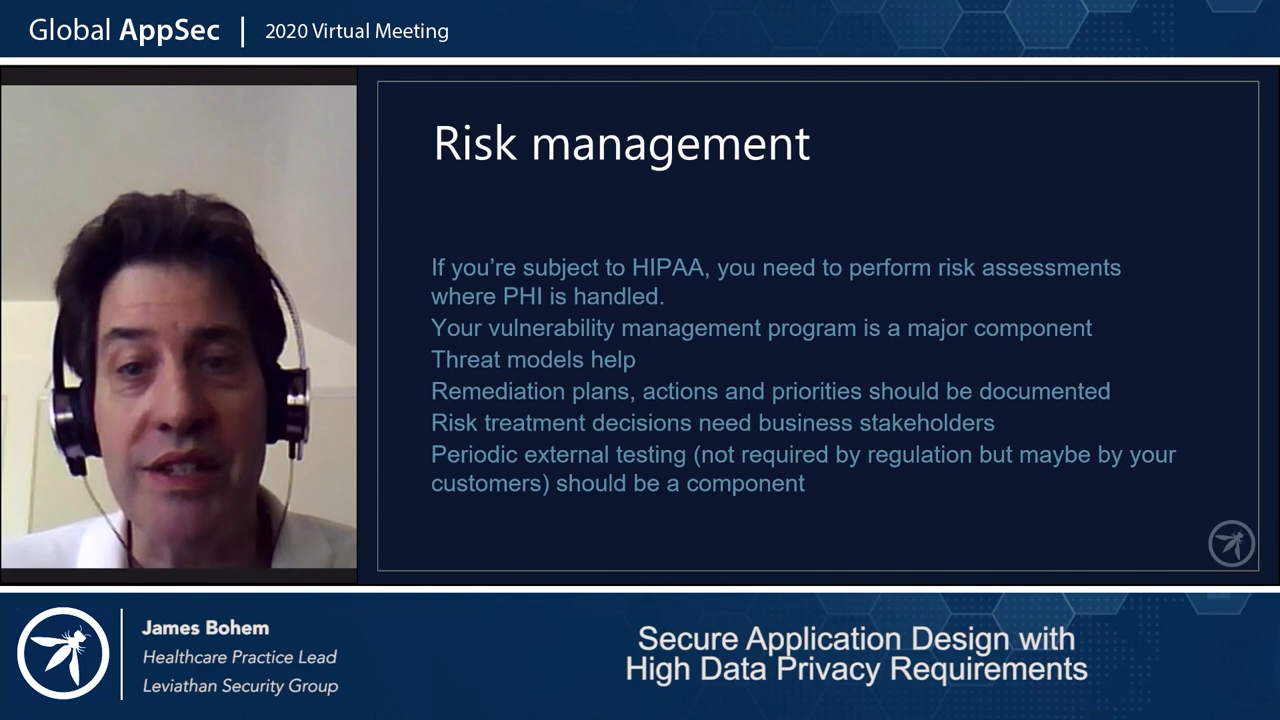 Global AppSec | 2020 Virtual Meeting
Risk management
If you’re subject to HIPAA, you need to perform risk assessments
where PHI is handled.
Your vulnerability management program is a major component
Threat models help
Remediation plans, actions and priorities should be documented
Risk treatment decisions need business stakeholders
Periodic external testing (not required by regulation but maybe by your
customers) should be a component
James Bohem
Healthcare Practice Lead
Leviathan Security Group
Secure Application Design with
High Data Privacy Requirements